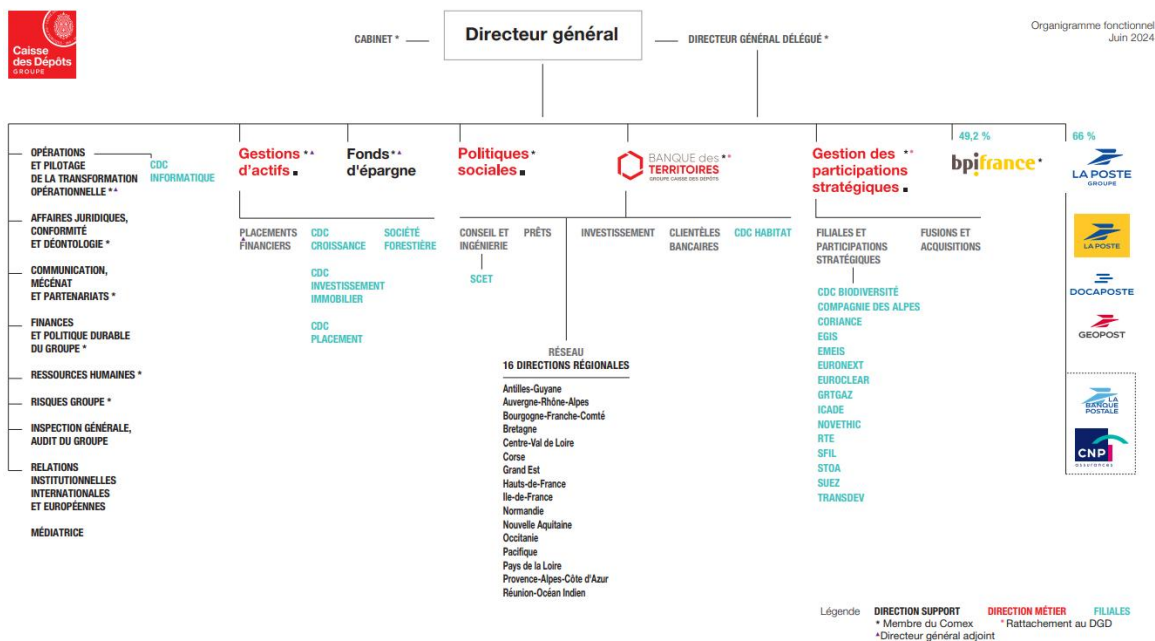 Caisse
des Dépôts
GROUPE
CABINET *
Directeur général
DIRECTEUR GÉNÉRAL DÉLÉGUÉ *
Organigramme fonctionnel
Juin 2024
OPÉRATIONS
ET PILOTAGE
DE LA TRANSFORMATION
OPÉRATIONNELLE *▲
CDC
INFORMATIQUE
AFFAIRES JURIDIQUES,
CONFORMITÉ
ET DÉONTOLOGIE *
COMMUNICATION,
MÉCÉNAT
ET PARTENARIATS *
FINANCES
ET POLITIQUE DURABLE
DU GROUPE *
RESSOURCES HUMAINES *
RISQUES GROUPE *
INSPECTION GÉNÉRALE,
AUDIT DU GROUPE
RELATIONS
INSTITUTIONNELLES
INTERNATIONALES
ET EUROPÉENNES
MÉDIATRICE
Gestions *▲
d'actifs ■
PLACEMENTS
FINANCIERS
CDC
CROISSANCE
CDC
INVESTISSEMENT
IMMOBILIER
CDC
PLACEMENT
SOCIÉTÉ
FORESTIÈRE
Fonds *▲
d'épargne
Politiques *
sociales ■
BANQUE des **
TERRITOIRES
GROUPE CAISSE DES DÉPÔTS
CONSEIL ET
INGÉNIERIE
SCET
PRÊTS
INVESTISSEMENT
CLIENTÈLES
BANCAIRES
CDC HABITAT
RÉSEAU
16 DIRECTIONS RÉGIONALES
Antilles-Guyane
Auvergne-Rhône-Alpes
Bourgogne-Franche-Comté
Bretagne
Centre-Val de Loire
Corse
Grand Est
Hauts-de-France
Ile-de-France
Normandie
Nouvelle Aquitaine
Occitanie
Pacifique
Pays de la Loire
Provence-Alpes-Côte d'Azur
Réunion-Océan Indien
Gestion des **
participations
stratégiques ■
FILIALES ET
PARTICIPATIONS
STRATÉGIQUES
CDC BIODIVERSITÉ
COMPAGNIE DES ALPES
CORIANCE
EGIS
EMEIS
EURONEXT
EUROCLEAR
GRTGAZ
ICADE
NOVETHIC
RTE
SFIL
STOA
SUEZ
TRANSDEV
FUSIONS ET
ACQUISITIONS
49,2 %
bpifrance *
66 %
LA POSTE
GROUPE
LA POSTE
DOCAPOSTE
GEOPOST
LA
BANQUE
POSTALE
CNP
assurances
Légende DIRECTION SUPPORT DIRECTION MÉTIER FILIALES
* Membre du Comex * Rattachement au DGD
▲Directeur général adjoint